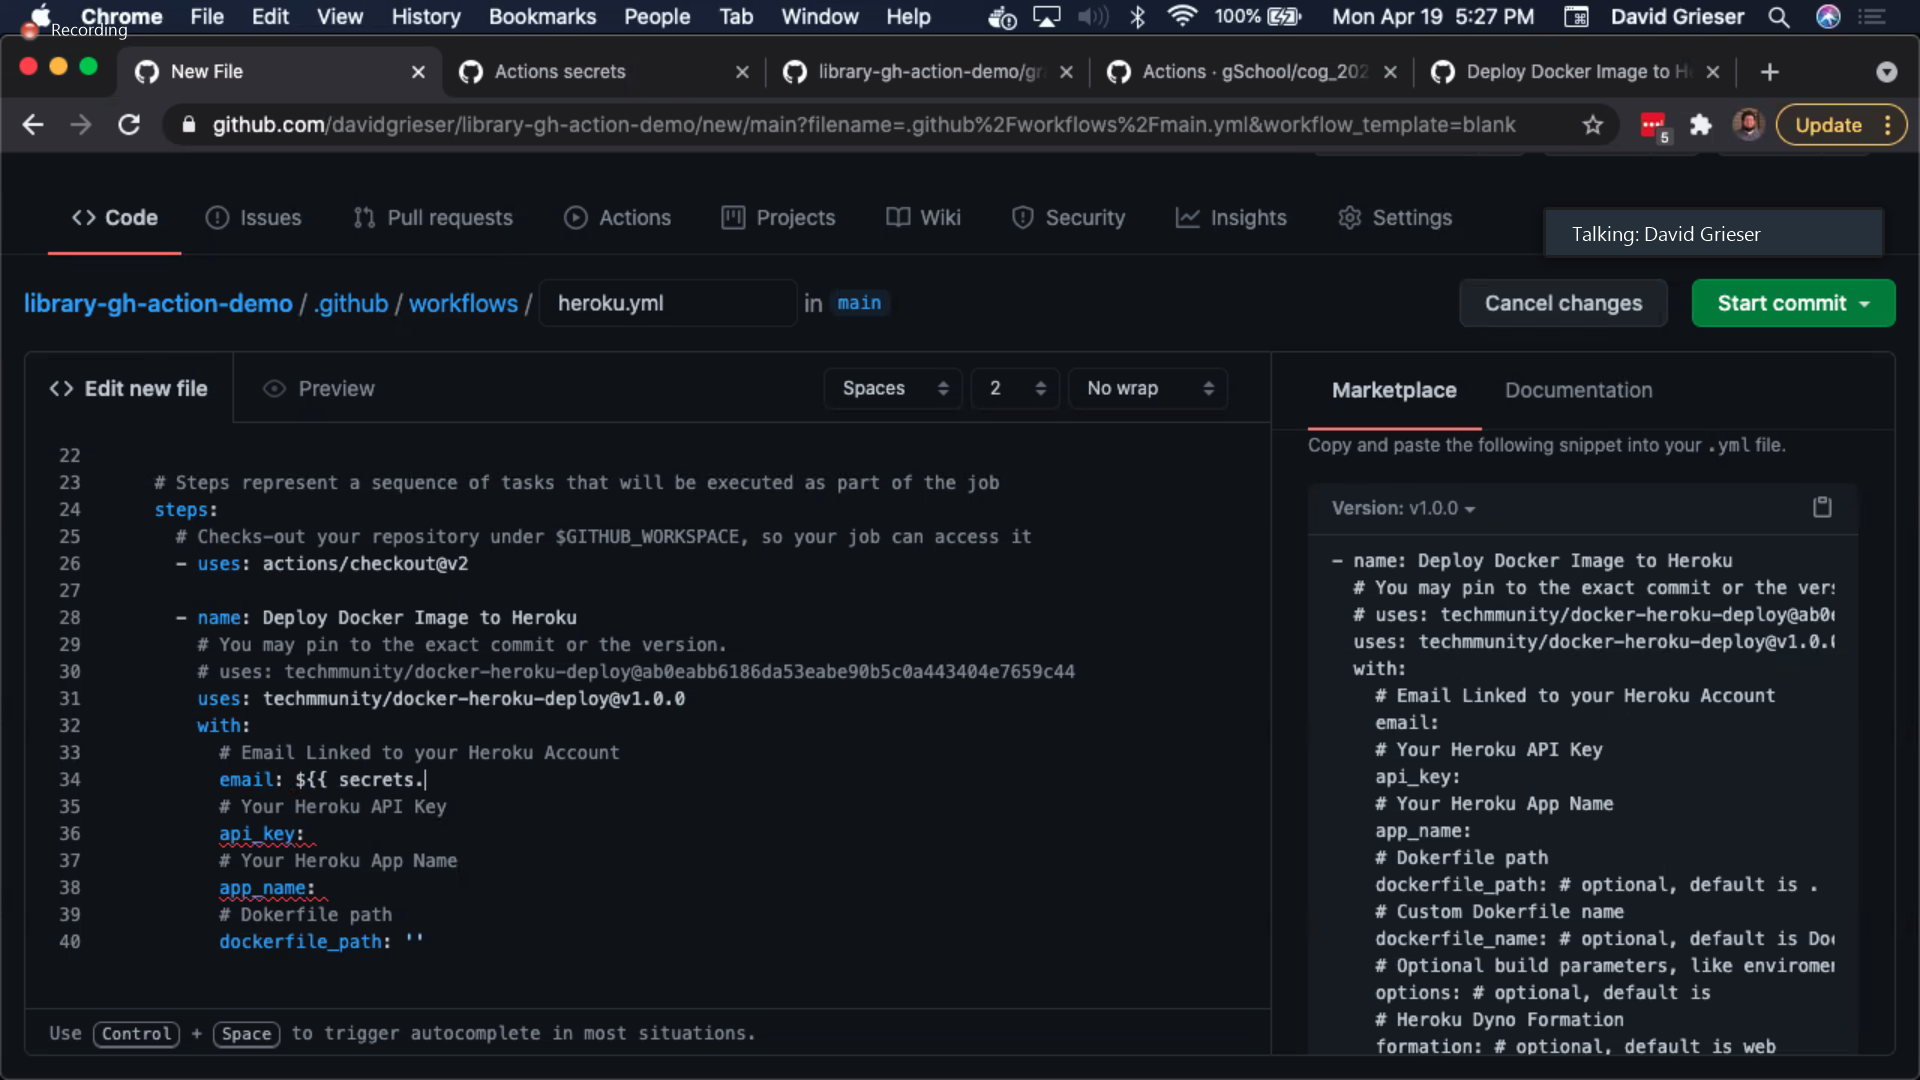 Chrome File Edit View History Bookmarks People Tab Window Help 100% Mon Apr 19 5:27 PM David Grieser
Recording
New File Actions secrets library-gh-action-demo/gr Actions · gSchool/cog_202 Deploy Docker Image to H
github.com/davidgrieser/library-gh-action-demo/new/main?filename=.github%2Fworkflows%2Fmain.yml&workflow_template=blank 5 Update
Code Issues Pull requests Actions Projects Wiki Security Insights Settings
Talking: David Grieser
library-gh-action-demo / .github / workflows / heroku.yml in main Cancel changes Start commit
Edit new file Preview Spaces 2 No wrap
22
23 # Steps represent a sequence of tasks that will be executed as part of the job
24 steps:
25 # Checks-out your repository under $GITHUB_WORKSPACE, so your job can access it
26 - uses: actions/checkout@v2
27
28 - name: Deploy Docker Image to Heroku
29 # You may pin to the exact commit or the version.
30 # uses: techmmunity/docker-heroku-deploy@ab0eabb6186da53eabe90b5c0a443404e7659c44
31 uses: techmmunity/docker-heroku-deploy@v1.0.0
32 with:
33 # Email Linked to your Heroku Account
34 email: ${{ secrets.
35 # Your Heroku API Key
36 api_key:
37 # Your Heroku App Name
38 app_name:
39 # Dokerfile path
40 dockerfile_path: ''
Use Control + Space to trigger autocomplete in most situations.
Marketplace Documentation
Copy and paste the following snippet into your .yml file.
Version: v1.0.0
- name: Deploy Docker Image to Heroku
# You may pin to the exact commit or the vers
# uses: techmmunity/docker-heroku-deploy@ab0e
uses: techmmunity/docker-heroku-deploy@v1.0.0
with:
# Email Linked to your Heroku Account
email:
# Your Heroku API Key
api_key:
# Your Heroku App Name
app_name:
# Dokerfile path
dockerfile_path: # optional, default is .
# Custom Dokerfile name
dockerfile_name: # optional, default is Do
# Optional build parameters, like enviromen
options: # optional, default is
# Heroku Dyno Formation
formation: # optional, default is web